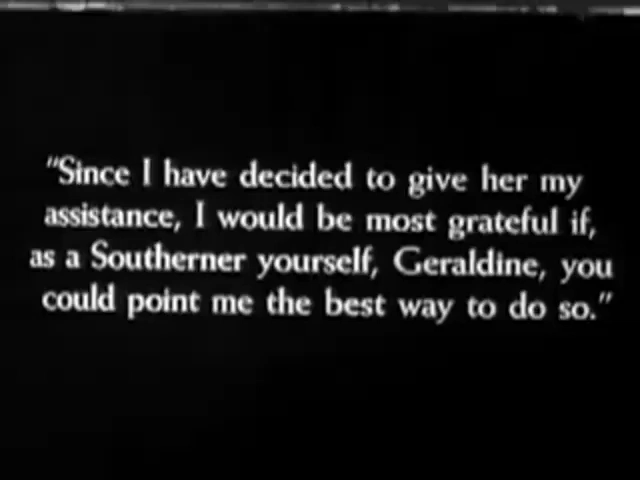 "Since I have decided to give her my
assistance, I would be most grateful if,
as a Southerner yourself, Geraldine, you
could point me the best way to do so."